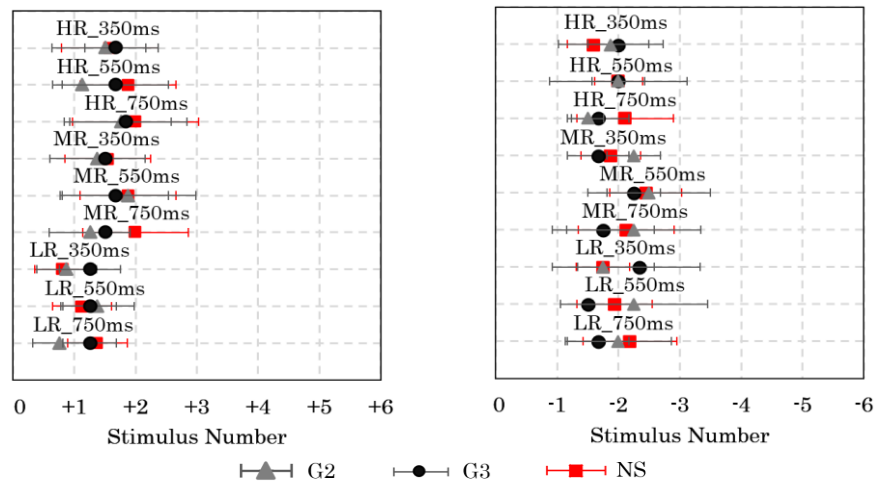 HR_350ms
HR_550ms
HR_750ms
MR_350ms
MR_550ms
MR_750ms
LR_350ms
LR_550ms
LR_750ms
0 +1 +2 +3 +4 +5 +6
Stimulus Number
HR_350ms
HR_550ms
HR_750ms
MR_350ms
MR_550ms
MR_750ms
LR_350ms
LR_550ms
LR_750ms
0 -1 -2 -3 -4 -5 -6
Stimulus Number
G2 G3 NS